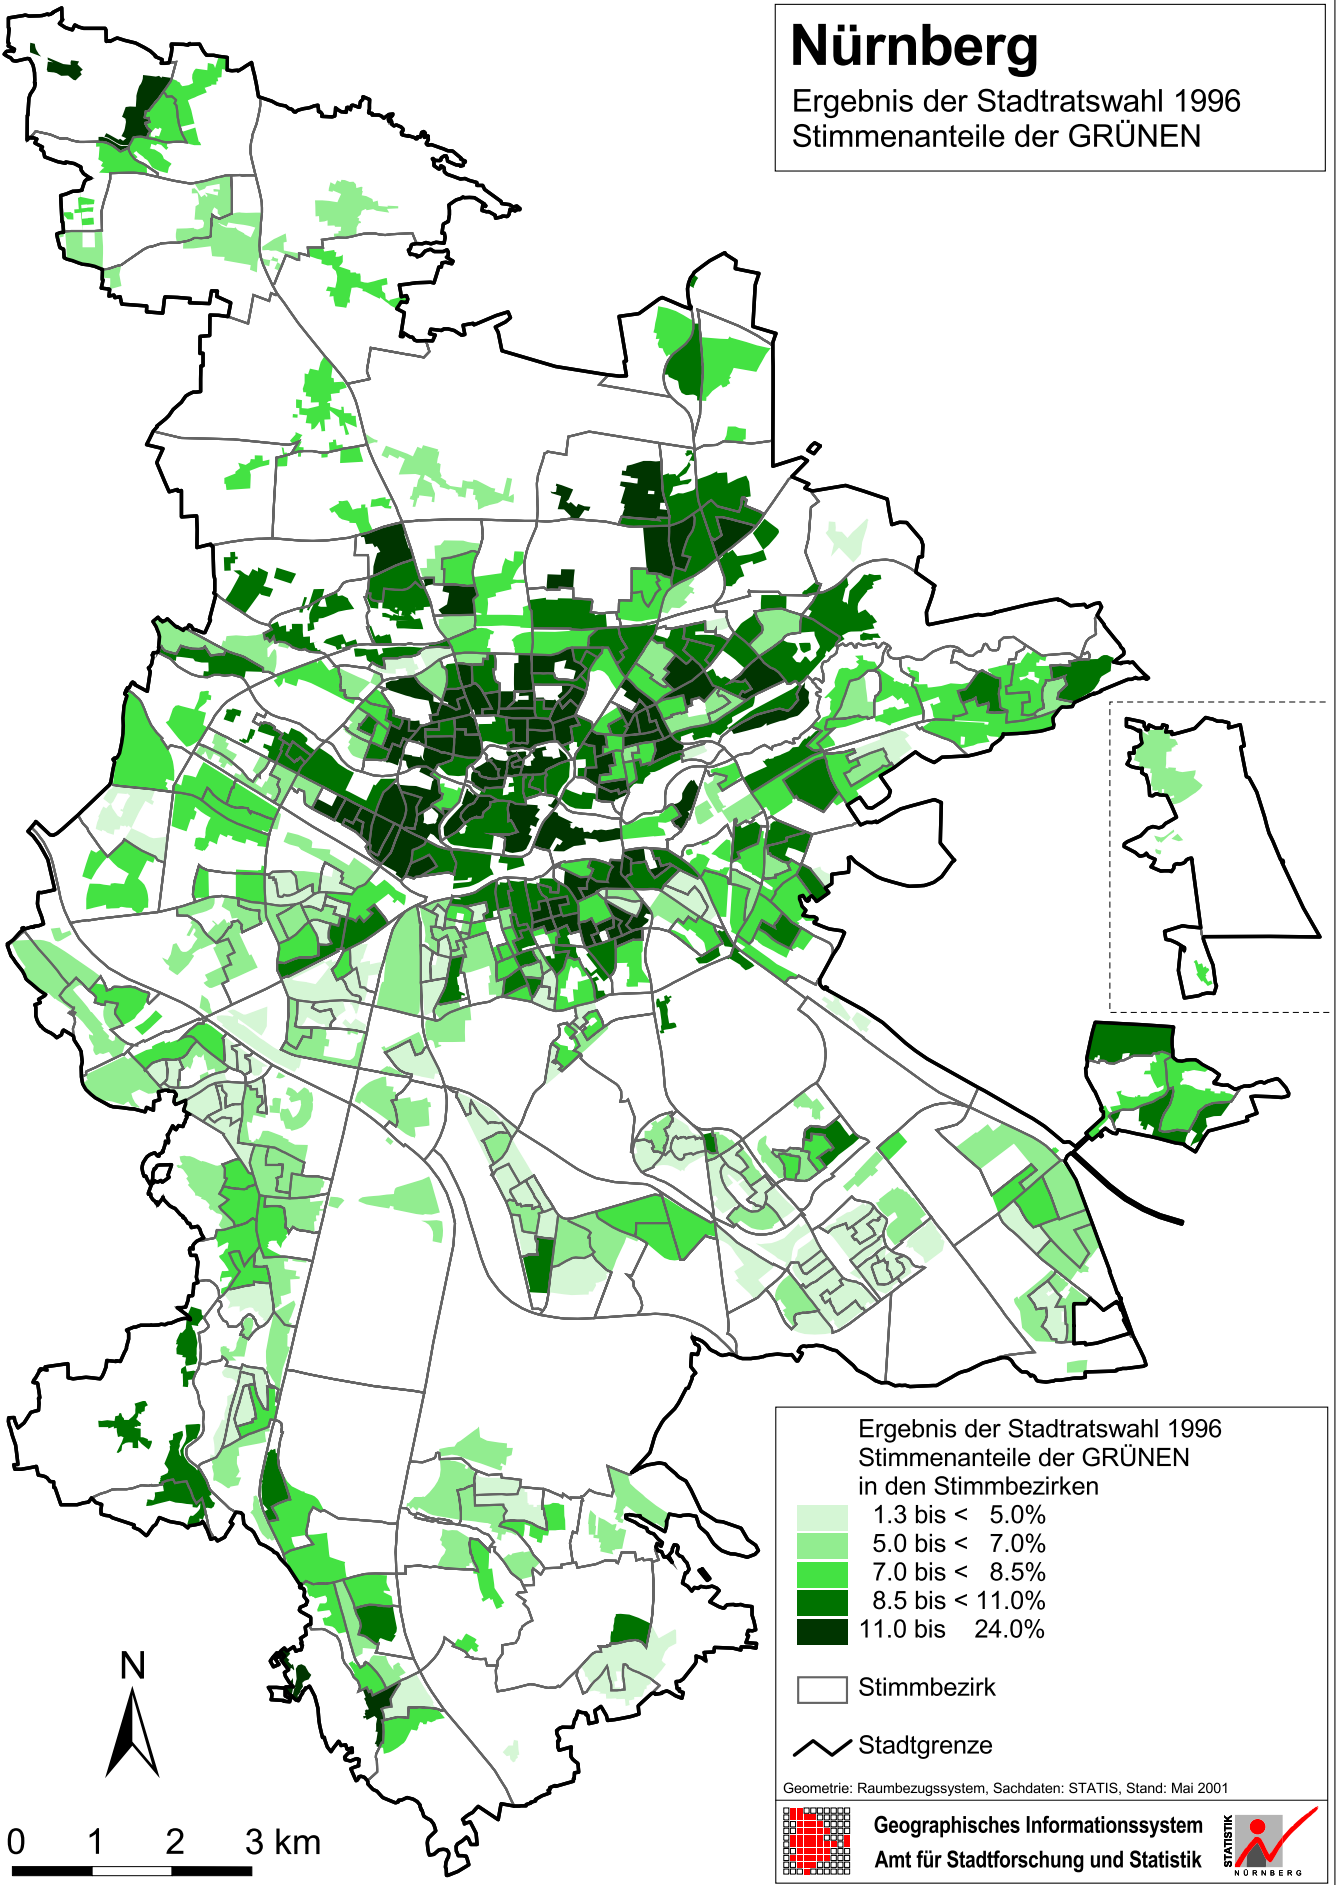 Nürnberg
Ergebnis der Stadtratswahl 1996
Stimmenanteile der GRÜNEN
Ergebnis der Stadtratswahl 1996
Stimmenanteile der GRÜNEN
in den Stimmbezirken
1.3 bis < 5.0%
5.0 bis < 7.0%
7.0 bis < 8.5%
8.5 bis < 11.0%
11.0 bis 24.0%
Stimmbezirk
Stadtgrenze
Geometrie: Raumbezugssystem, Sachdaten: STATIS, Stand: Mai 2001
Geographisches Informationssystem
Amt für Stadtforschung und Statistik
STATISTIK
NÜRNBERG
N
0 1 2 3 km